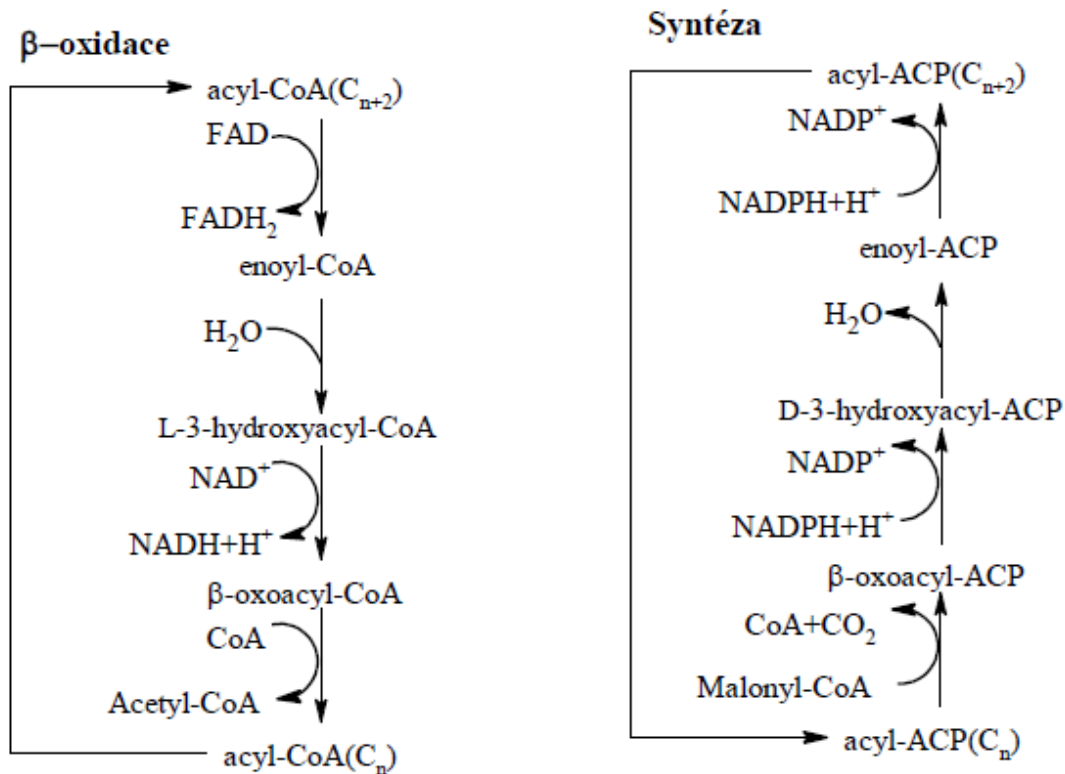 β–oxidace
acyl-CoA(Cn+2)
FAD
FADH2
enoyl-CoA
H2O
L-3-hydroxyacyl-CoA
NAD+
NADH+H+
β-oxoacyl-CoA
CoA
Acetyl-CoA
acyl-CoA(Cn)
Syntéza
acyl-ACP(Cn+2)
NADP+
NADPH+H+
enoyl-ACP
H2O
D-3-hydroxyacyl-ACP
NADP+
NADPH+H+
β-oxoacyl-ACP
CoA+CO2
Malonyl-CoA
acyl-ACP(Cn)